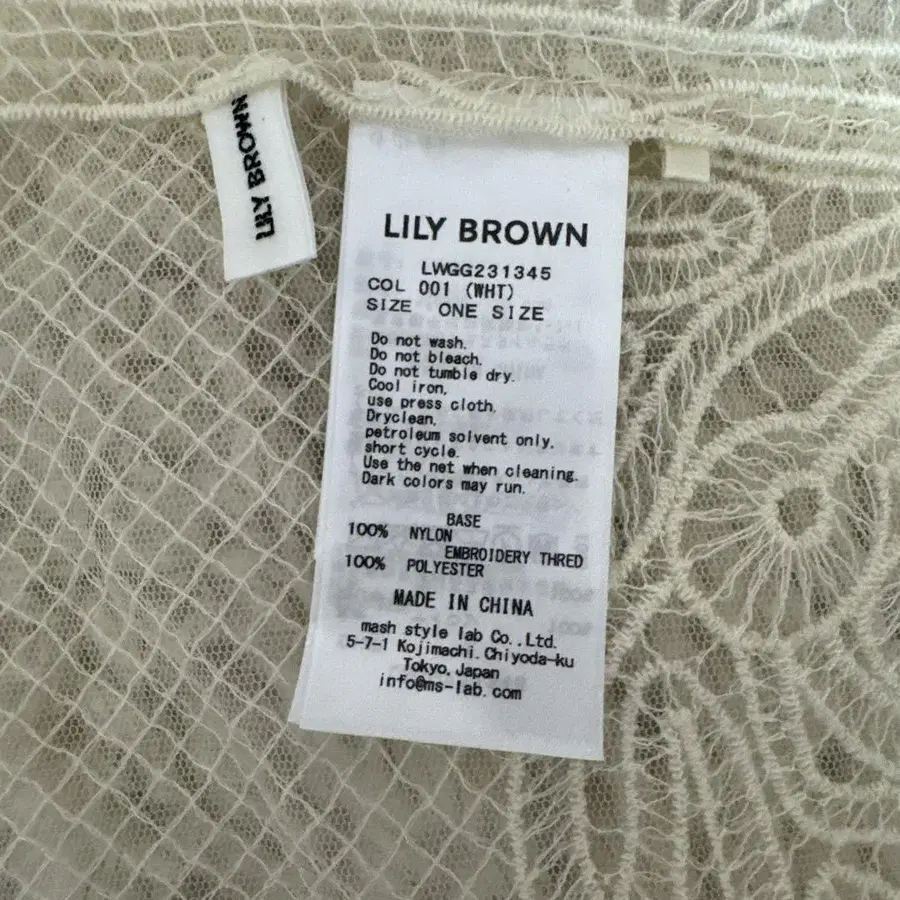 LILY BROWN
LILY BROWN
LWGG231345
COL 001 (WHT)
SIZE ONE SIZE
Do not wash.
Do not bleach.
Do not tumble dry.
Cool iron,
use press cloth.
Dryclean,
petroleum solvent only.
short cycle.
Use the net when cleaning.
Dark colors may run.
BASE
100% NYLON
EMBROIDERY THRED
100% POLYESTER
MADE IN CHINA
mash style lab Co.,Ltd.
5-7-1 Kojimachi.Chiyoda-ku
Tokyo,Japan
info@ms-lab.com